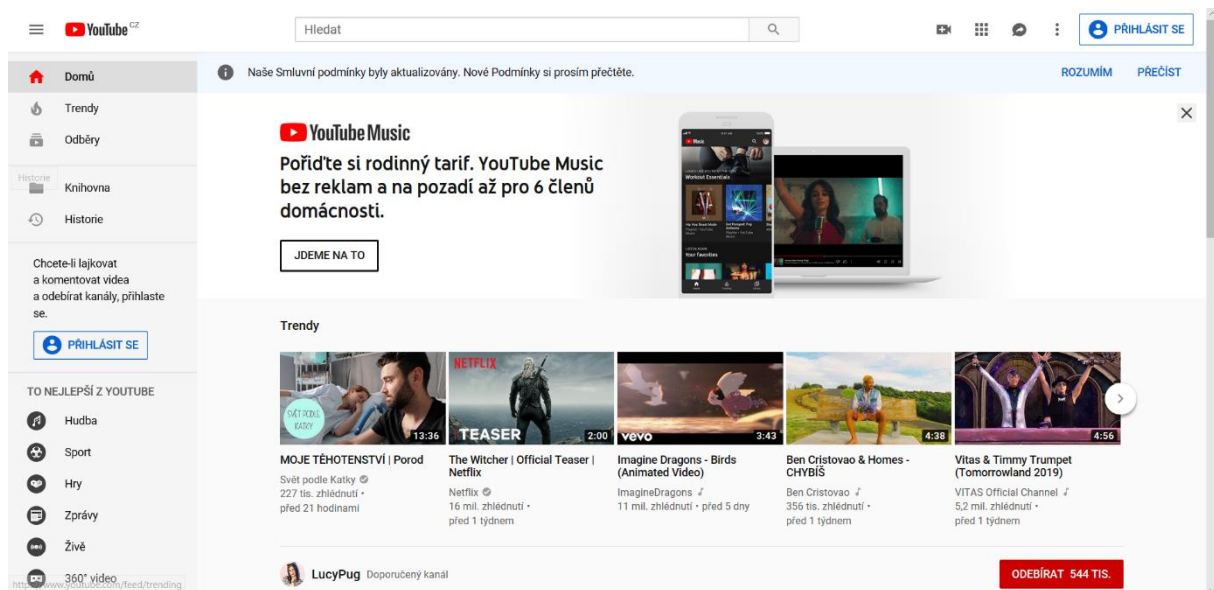 YouTube CZ
Hledat
PŘIHLÁSIT SE
Domů
Trendy
Odběry
Historie
Knihovna
Historie
Chcete-li lajkovat
a komentovat videa
a odebírat kanály, přihlaste
se.
PŘIHLÁSIT SE
TO NEJLEPŠÍ Z YOUTUBE
Hudba
Sport
Hry
Zprávy
Živě
360° video
https://www.youtube.com/feed/trending
Naše Smluvní podmínky byly aktualizovány. Nové Podmínky si prosím přečtěte.
ROZUMÍM PŘEČÍST
YouTube Music
Pořiďte si rodinný tarif. YouTube Music
bez reklam a na pozadí až pro 6 členů
domácnosti.
JDEME NA TO
Music
Workout Essentials
Your favorites
Trendy
SVĚT PODLE
KATKY
13:36
MOJE TĚHOTENSTVÍ | Porod
Svět podle Katky
227 tis. zhlédnutí •
před 21 hodinami
NETFLIX
TEASER
2:00
The Witcher | Official Teaser |
Netflix
Netflix
16 mil. zhlédnutí •
před 1 týdnem
vevo
3:43
Imagine Dragons - Birds
(Animated Video)
ImagineDragons
11 mil. zhlédnutí • před 5 dny
4:38
Ben Cristovao & Homes -
CHYBÍŠ
Ben Cristovao
356 tis. zhlédnutí •
před 1 týdnem
4:56
Vitas & Timmy Trumpet
(Tomorrowland 2019)
VITAS Official Channel
5,2 mil. zhlédnutí •
před 1 týdnem
LucyPug Doporučený kanál
ODEBÍRAT 544 TIS.